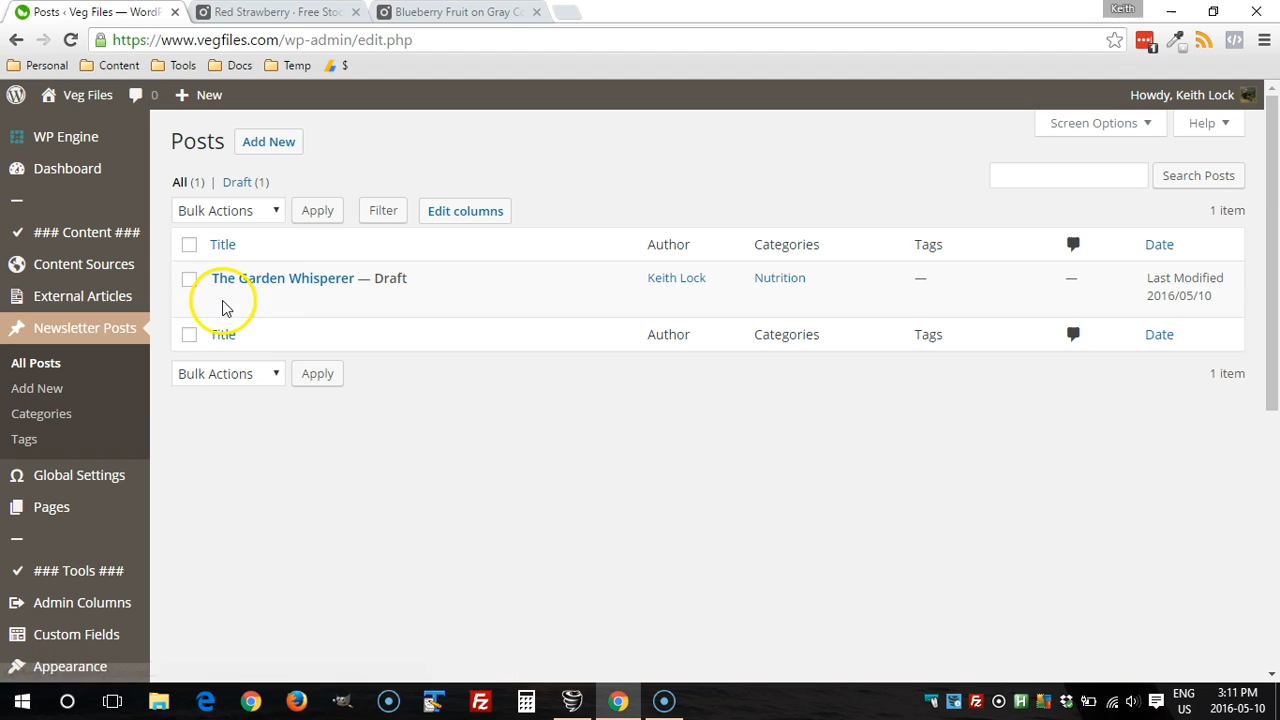 Posts ‹ Veg Files — WordP
Red Strawberry - Free Stoc
Blueberry Fruit on Gray Co
Keith
https://www.vegfiles.com/wp-admin/edit.php
1
Personal
Content
Tools
Docs
Temp
$
Veg Files
0
New
Howdy, Keith Lock
WP Engine
Dashboard
—
### Content ###
Content Sources
External Articles
Newsletter Posts
All Posts
Add New
Categories
Tags
Global Settings
Pages
—
### Tools ###
Admin Columns
Custom Fields
Appearance
Posts
Add New
Screen Options
Help
All (1) | Draft (1)
Search Posts
Bulk Actions
Apply
Filter
Edit columns
1 item
Title
Author
Categories
Tags
Date
The Garden Whisperer — Draft
Keith Lock
Nutrition
—
—
Last Modified
2016/05/10
Title
Author
Categories
Tags
Date
Bulk Actions
Apply
1 item
ENG
US
3:11 PM
2016-05-10